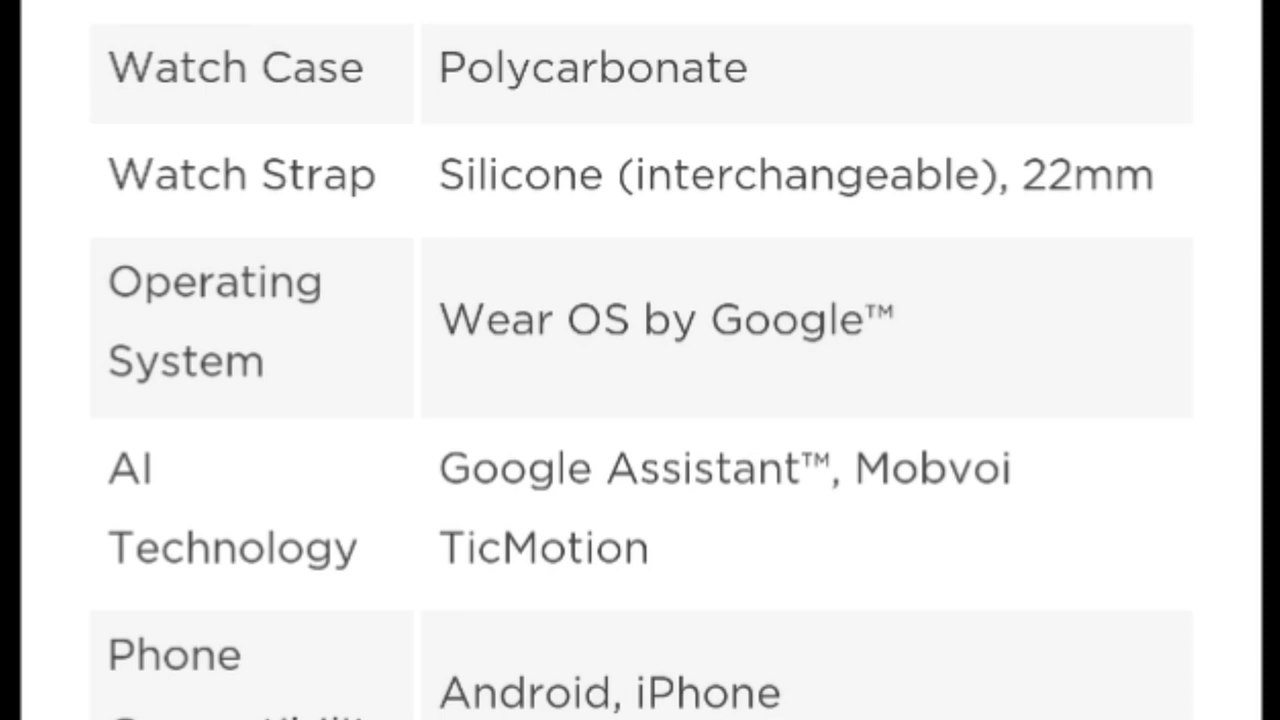 Watch Case
Polycarbonate
Watch Strap
Silicone (interchangeable), 22mm
Operating
System
Wear OS by Google™
AI
Technology
Google Assistant™, Mobvoi
TicMotion
Phone
Android, iPhone